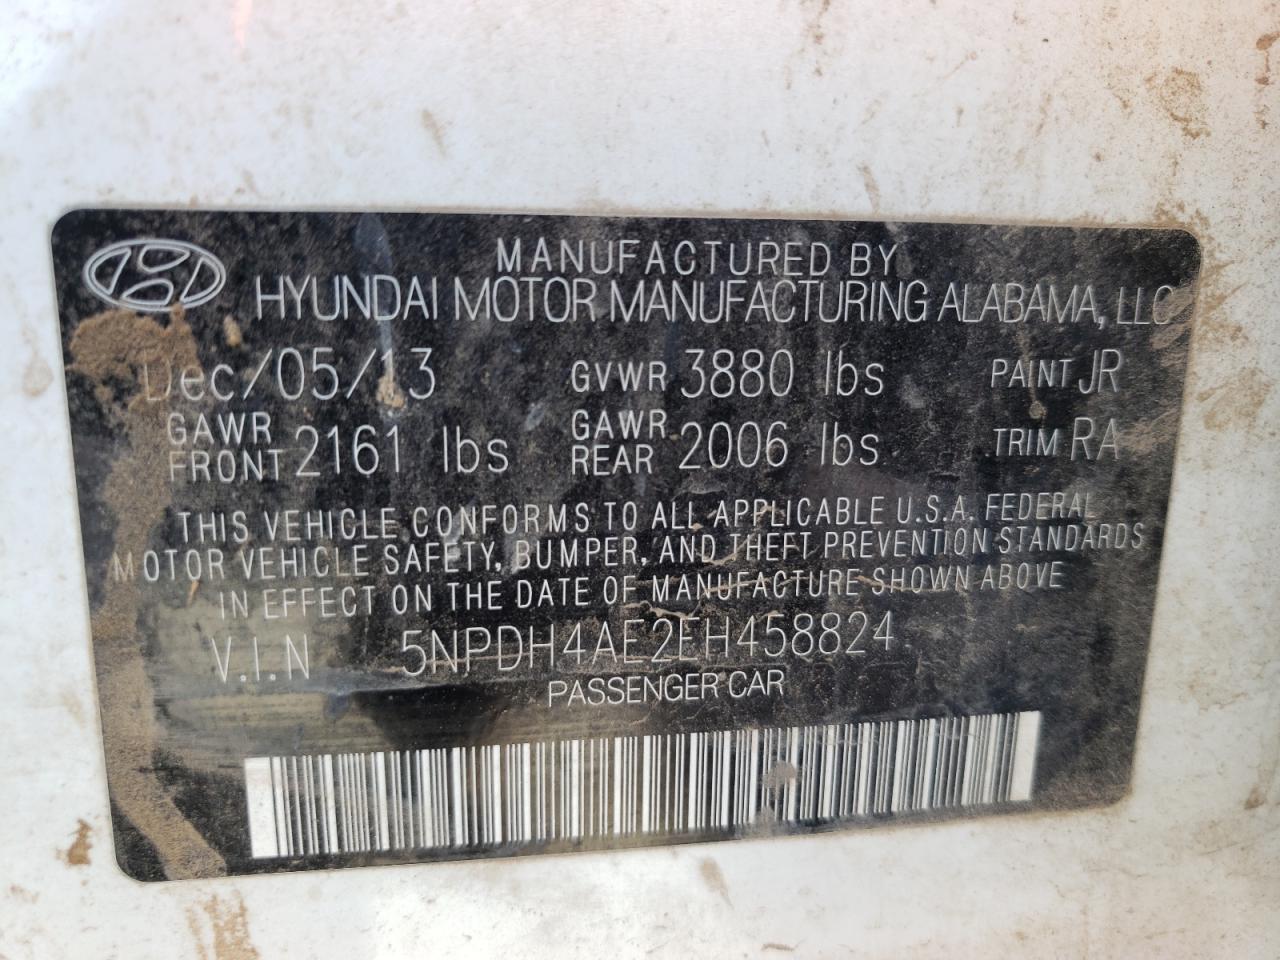 MANUFACTURED BY
HYUNDAI MOTOR MANUFACTURING ALABAMA, LLC
Dec/05/13 GVWR 3880 lbs PAINT JR
GAWR FRONT 2161 lbs GAWR REAR 2006 lbs TRIM RA
THIS VEHICLE CONFORMS TO ALL APPLICABLE U.S.A. FEDERAL
MOTOR VEHICLE SAFETY, BUMPER, AND THEFT PREVENTION STANDARDS
IN EFFECT ON THE DATE OF MANUFACTURE SHOWN ABOVE
V.I.N 5NPDH4AE2EH458824
PASSENGER CAR